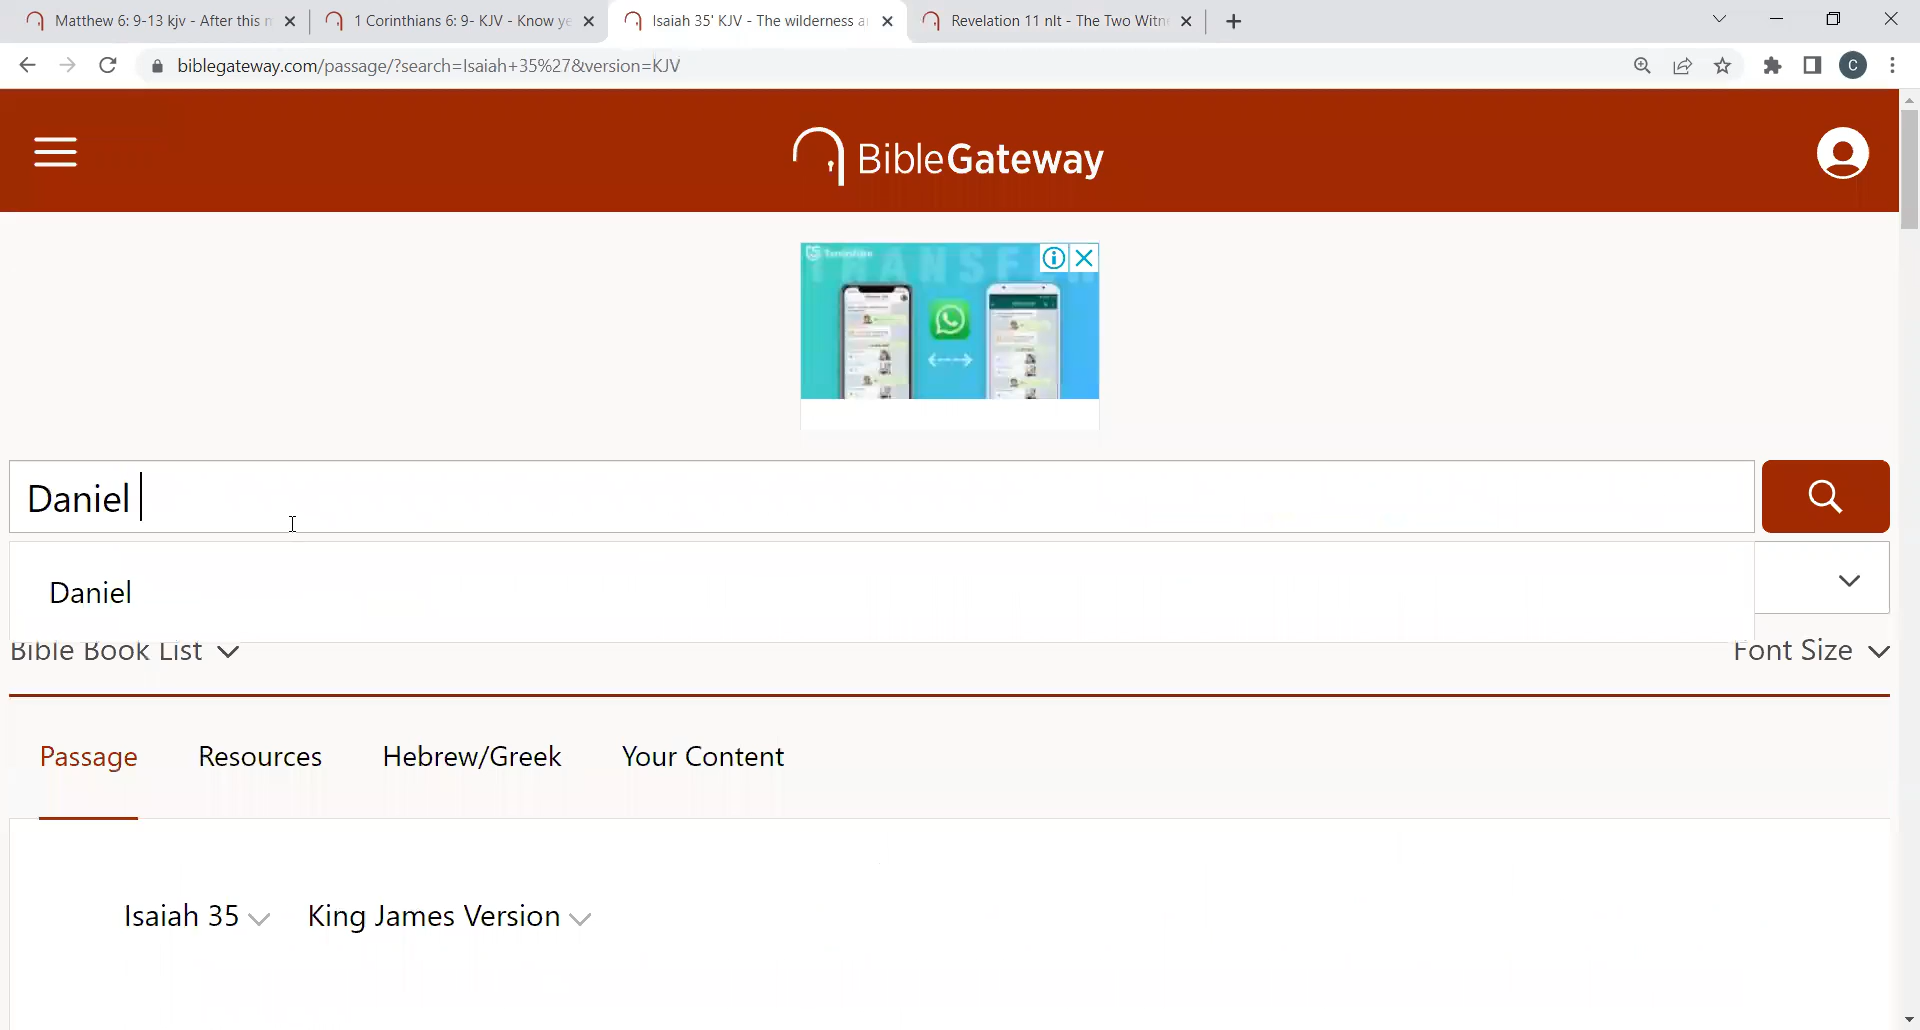 Matthew 6: 9-13 kjv - After this n
1 Corinthians 6: 9- KJV - Know ye
Isaiah 35' KJV - The wilderness a
Revelation 11 nlt - The Two Witn
biblegateway.com/passage/?search=Isaiah+35%27&version=KJV
C
BibleGateway
TRANSFER
Daniel
Daniel
Bible Book List
Font Size
Passage Resources Hebrew/Greek Your Content
Isaiah 35 King James Version